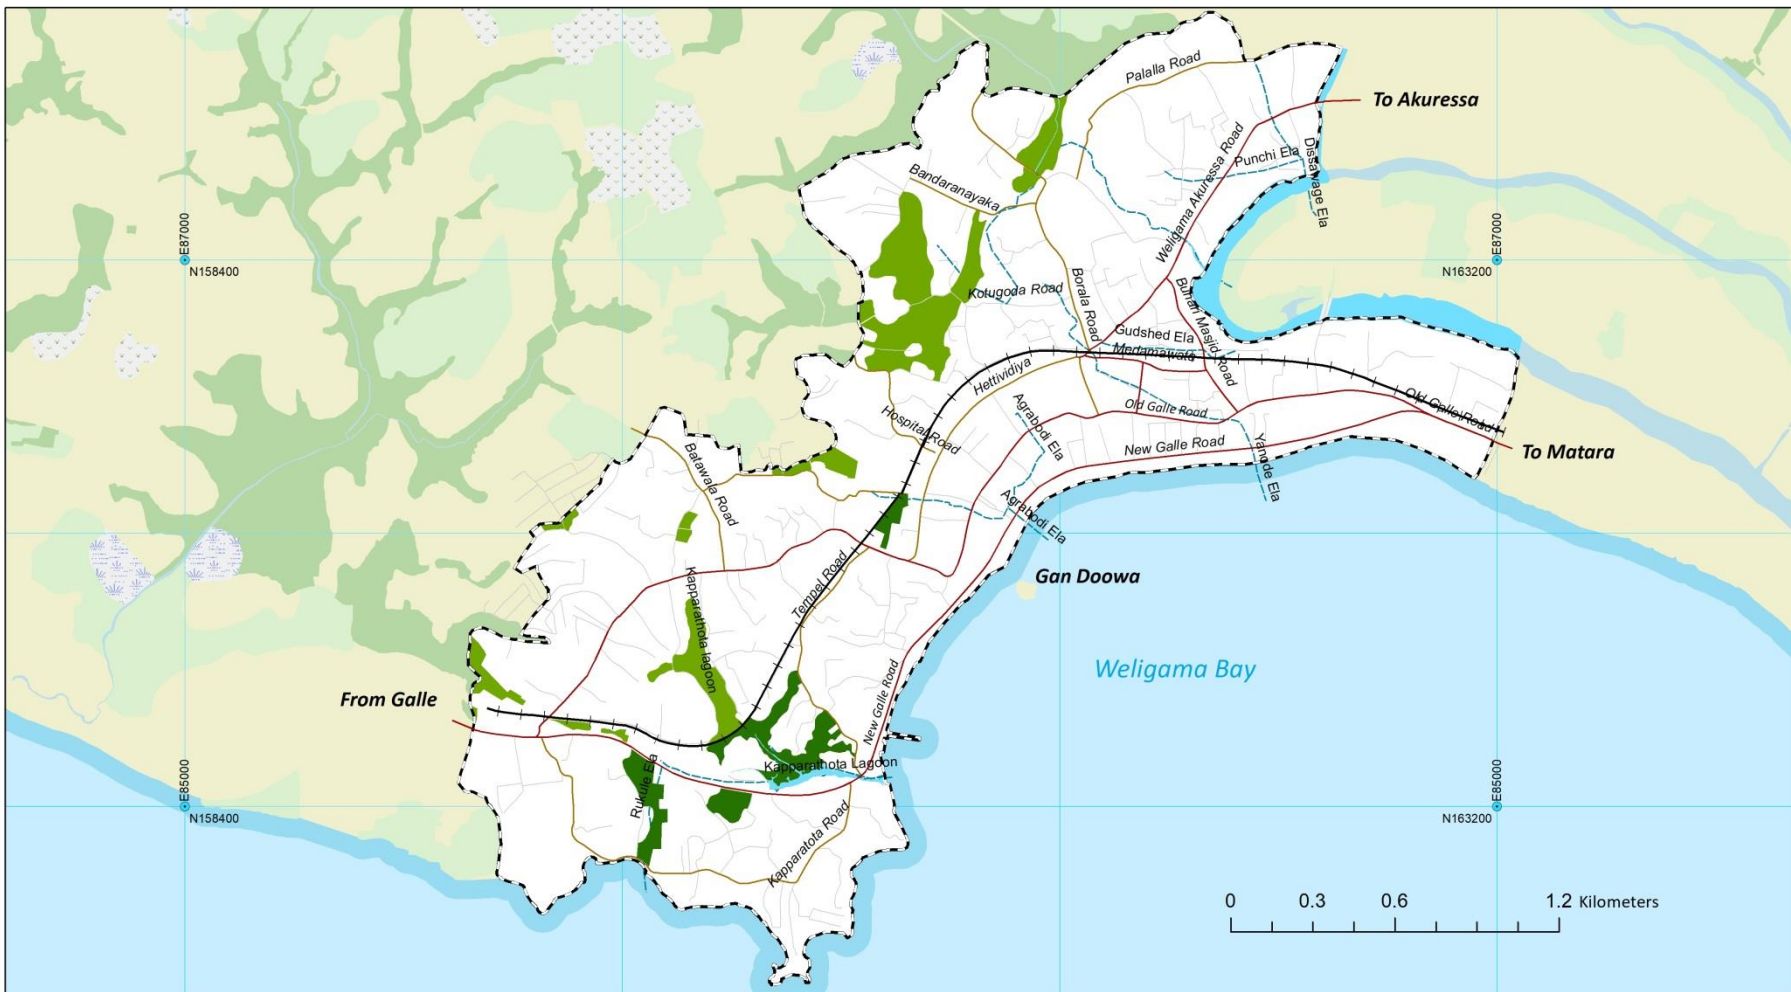 Palalla Road
To Akuressa
Weligama Akuressa Road
Punchi Ela
Dissawage Ela
Bandaranayaka
E87000
N158400
E87000
N163200
Kotugoda Road
Borala Road
Buhari Masjid Road
Gudshed Ela
Medamawata
Hettividiya
Hospital Road
Agrabodi Ela
Old Galle Road
Old Galle Road
New Galle Road
Yanode Ela
To Matara
Batawala Road
Agrabodi Ela
Gan Doowa
Tempel Road
Kapparathota lagoon
Weligama Bay
From Galle
New Galle Road
Kapparathota Lagoon
Rukule Ela
E85000
N158400
E85000
N163200
Kapparatota Road
0 0.3 0.6 1.2 Kilometers